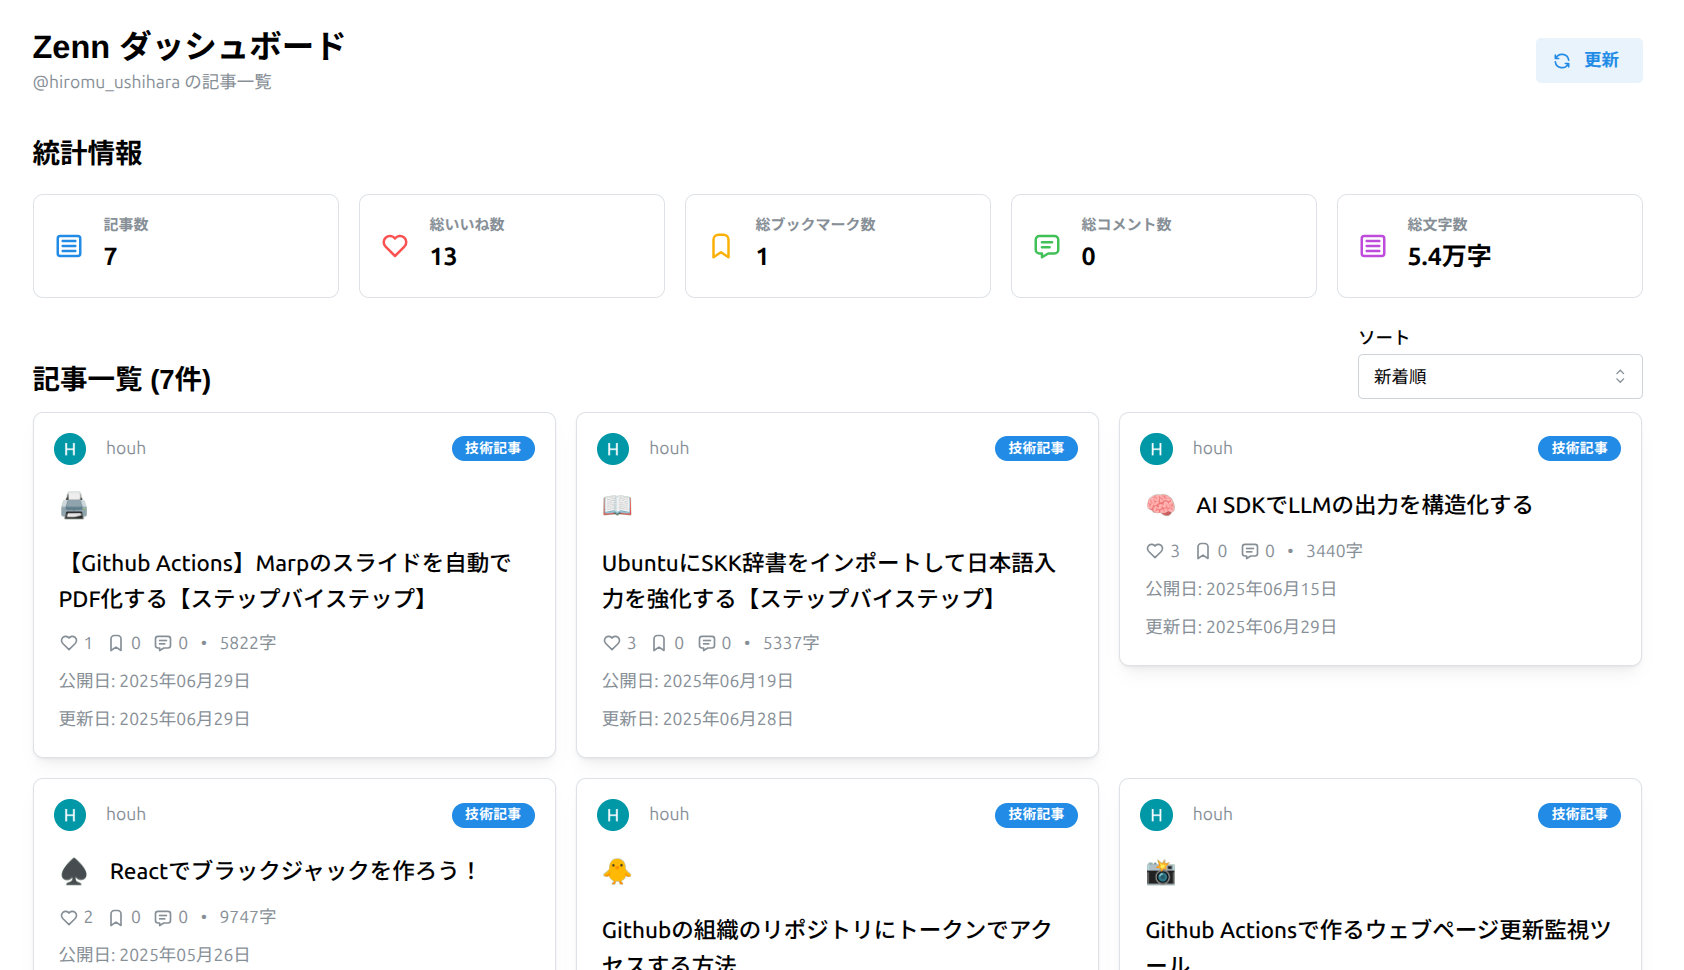 Zenn ダッシュボード
@hiromu_ushihara の記事一覧
更新
統計情報
記事数
7
総いいね数
13
総ブックマーク数
1
総コメント数
0
総文字数
5.4万字
ソート
記事一覧 (7件)
新着順
H houh 技術記事
【Github Actions】Marpのスライドを自動で
PDF化する【ステップバイステップ】
1 0 0 • 5822字
公開日: 2025年06月29日
更新日: 2025年06月29日
H houh 技術記事
UbuntuにSKK辞書をインポートして日本語入
力を強化する【ステップバイステップ】
3 0 0 • 5337字
公開日: 2025年06月19日
更新日: 2025年06月28日
H houh 技術記事
AI SDKでLLMの出力を構造化する
3 0 0 • 3440字
公開日: 2025年06月15日
更新日: 2025年06月29日
H houh 技術記事
Reactでブラックジャックを作ろう！
2 0 0 • 9747字
公開日: 2025年05月26日
H houh 技術記事
Githubの組織のリポジトリにトークンでアク
セスする方法
H houh 技術記事
Github Actionsで作るウェブページ更新監視ツ
ール